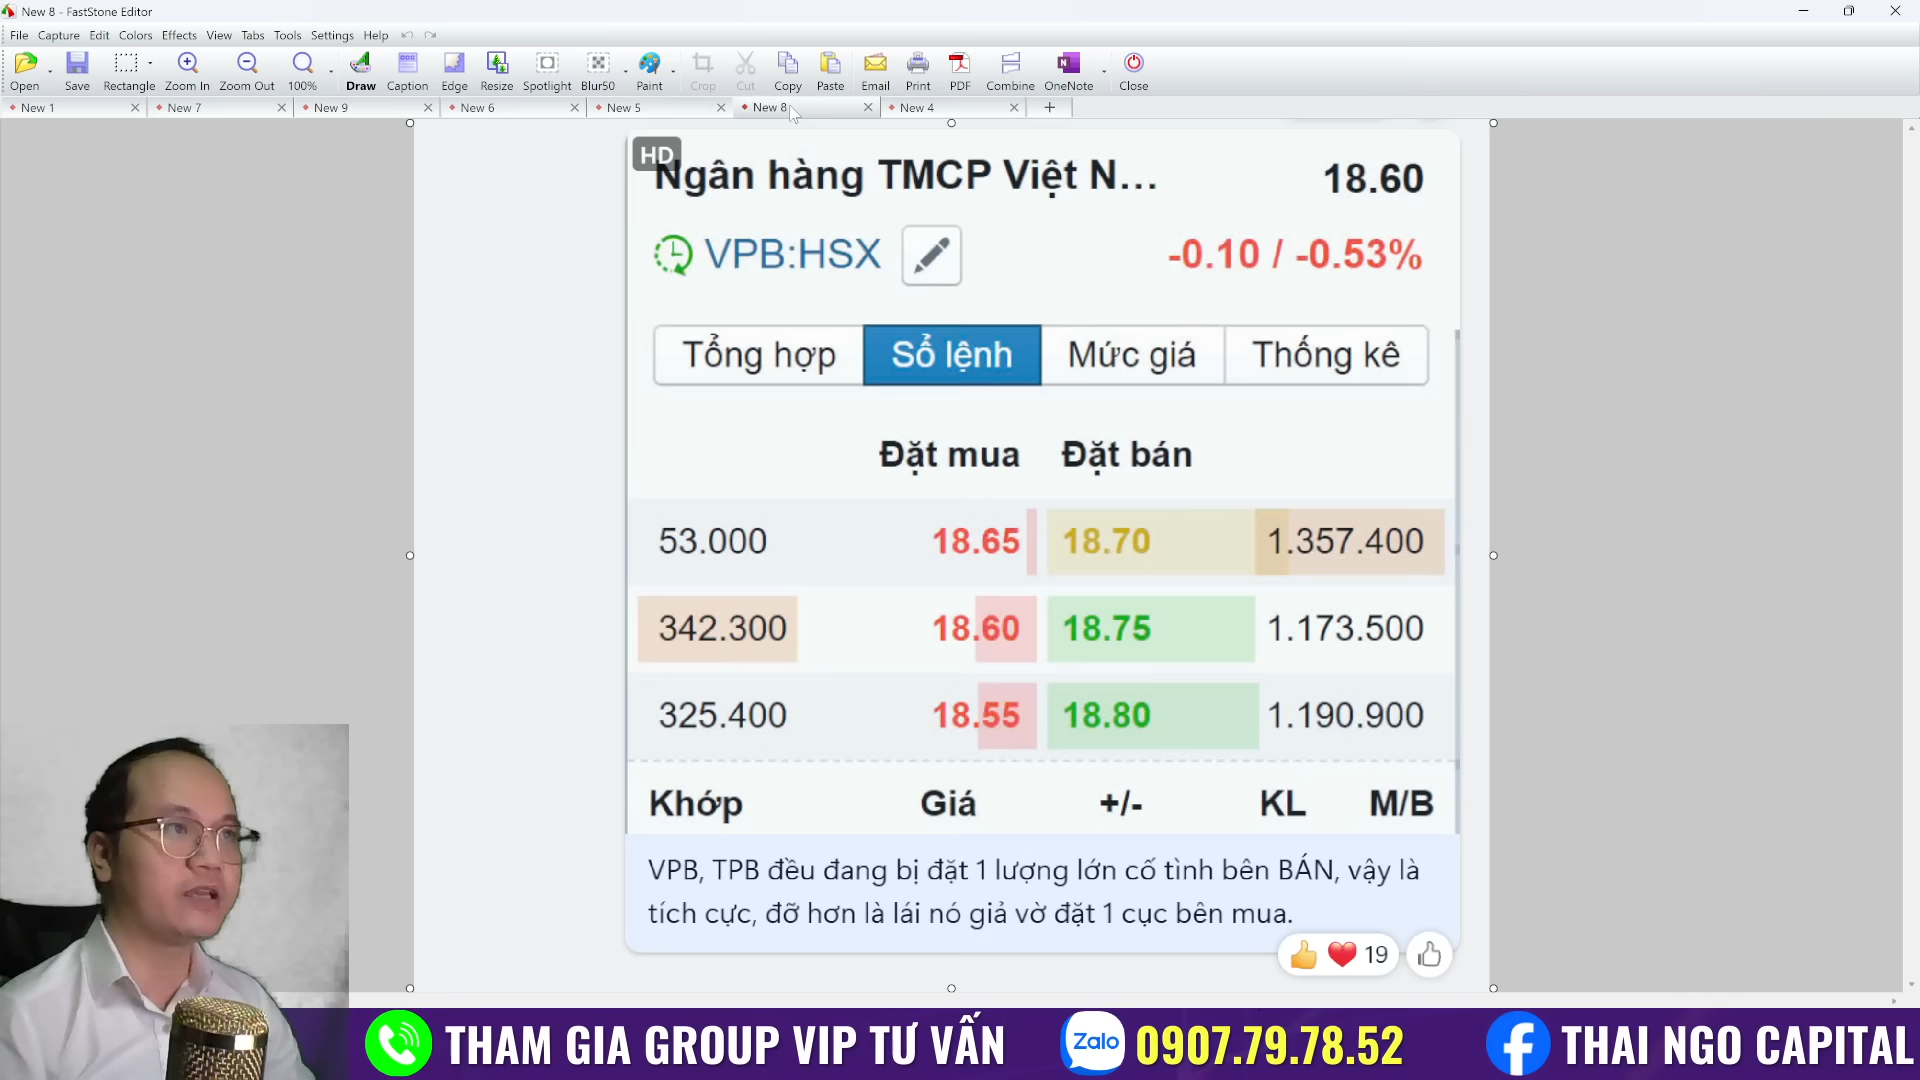 New 8 - FastStone Editor
File Capture Edit Colors Effects View Tabs Tools Settings Help
Open Save Rectangle Zoom In Zoom Out 100% Draw Caption Edge Resize Spotlight Blur50 Paint Crop Cut Copy Paste Email Print PDF Combine OneNote Close
New 1 New 7 New 9 New 6 New 5 New 8 New 4
HD
Ngân hàng TMCP Việt N... 18.60
VPB:HSX -0.10 / -0.53%
Tổng hợp Sổ lệnh Mức giá Thống kê
Đặt mua Đặt bán
53.000 18.65 18.70 1.357.400
342.300 18.60 18.75 1.173.500
325.400 18.55 18.80 1.190.900
Khớp Giá +/- KL M/B
VPB, TPB đều đang bị đặt 1 lượng lớn cố tình bên BÁN, vậy là
tích cực, đỡ hơn là lái nó giả vờ đặt 1 cục bên mua.
19
THAM GIA GROUP VIP TƯ VẤN Zalo 0907.79.78.52 THAI NGO CAPITAL